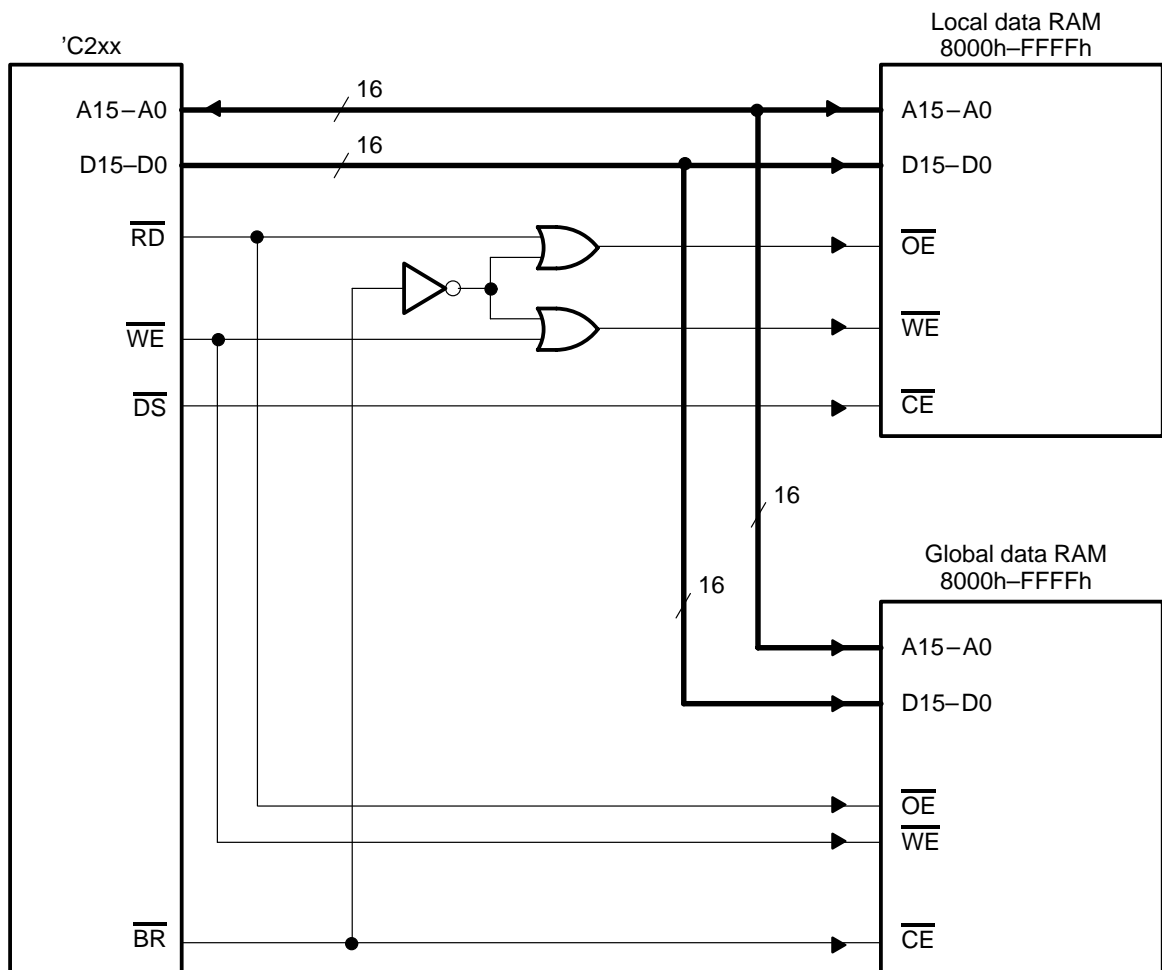 Local data RAM
8000h–FFFFh
’C2xx
16
A15–A0
A15–A0
16
D15–D0
D15–D0
RD
OE
WE
WE
DS
CE
16
Global data RAM
8000h–FFFFh
16
A15–A0
D15–D0
OE
WE
BR
CE